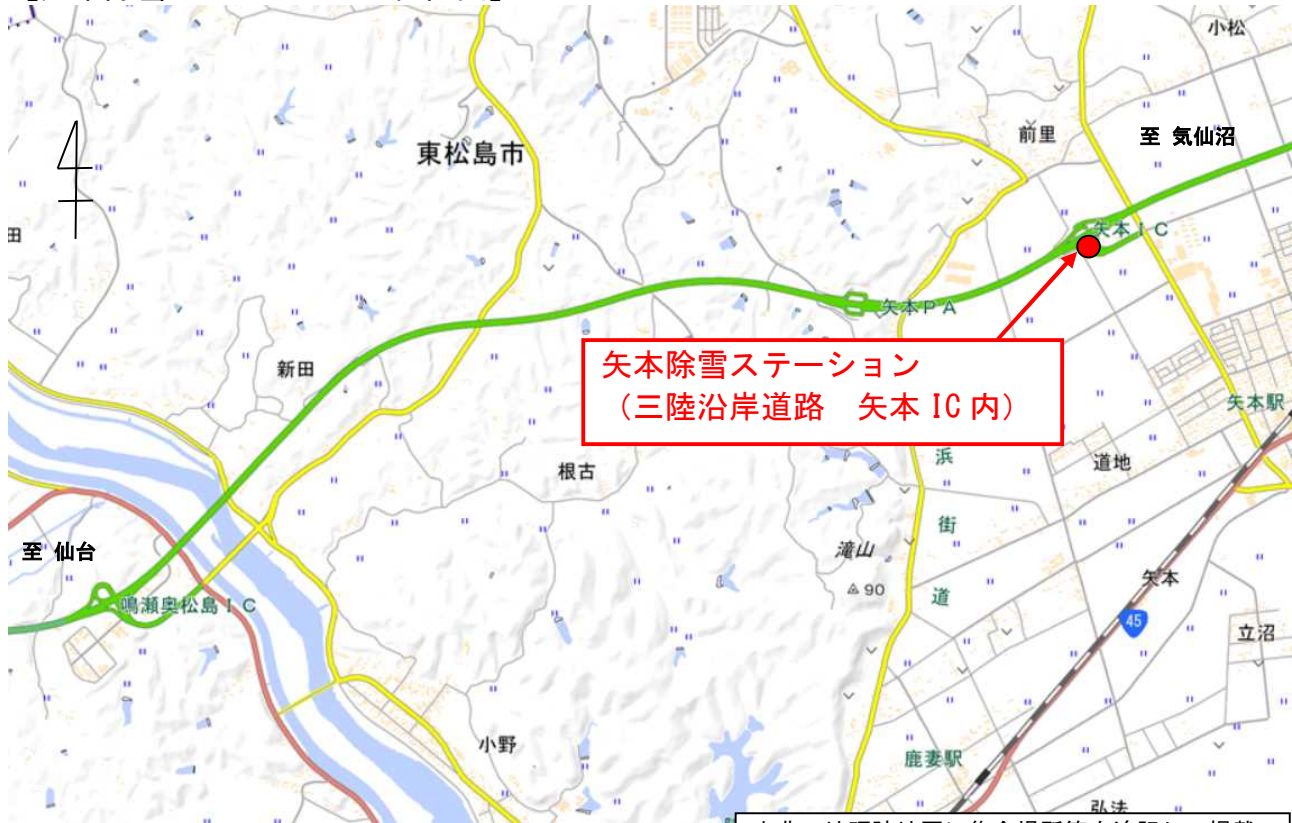 小松
前里
至 気仙沼
東松島市
田
矢本IC
矢本PA
新田
矢本除雪ステーション
（三陸沿岸道路　矢本 IC 内）
矢本駅
浜街道
道地
根古
至 仙台
滝山
90
矢本
鳴瀬奥松島IC
45
立沼
小野
鹿妻駅
弘法